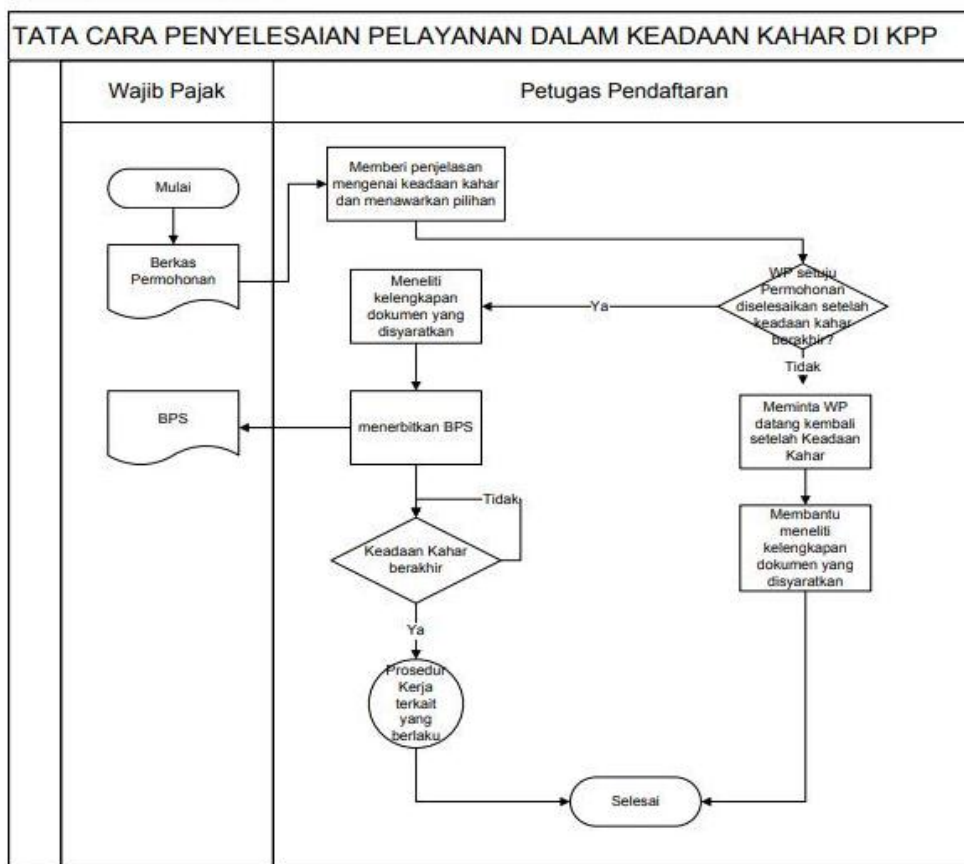 TATA CARA PENYELESAIAN PELAYANAN DALAM KEADAAN KAHAR DI KPP
Wajib Pajak
Petugas Pendaftaran
Mulai
Memberi penjelasan
mengenai keadaan kahar
dan menawarkan pilihan
Berkas
Permohonan
WP setuju
Permohonan
diselesaikan setelah
keadaan kahar
berakhir?
Ya
Meneliti
kelengkapan
dokumen yang
disyaratkan
Tidak
BPS
menerbitkan BPS
Meminta WP
datang kembali
setelah Keadaan
Kahar
Tidak
Keadaan Kahar
berakhir
Membantu
meneliti
kelengkapan
dokumen yang
disyaratkan
Ya
Prosedur
Kerja
terkait
yang
berlaku
Selesai